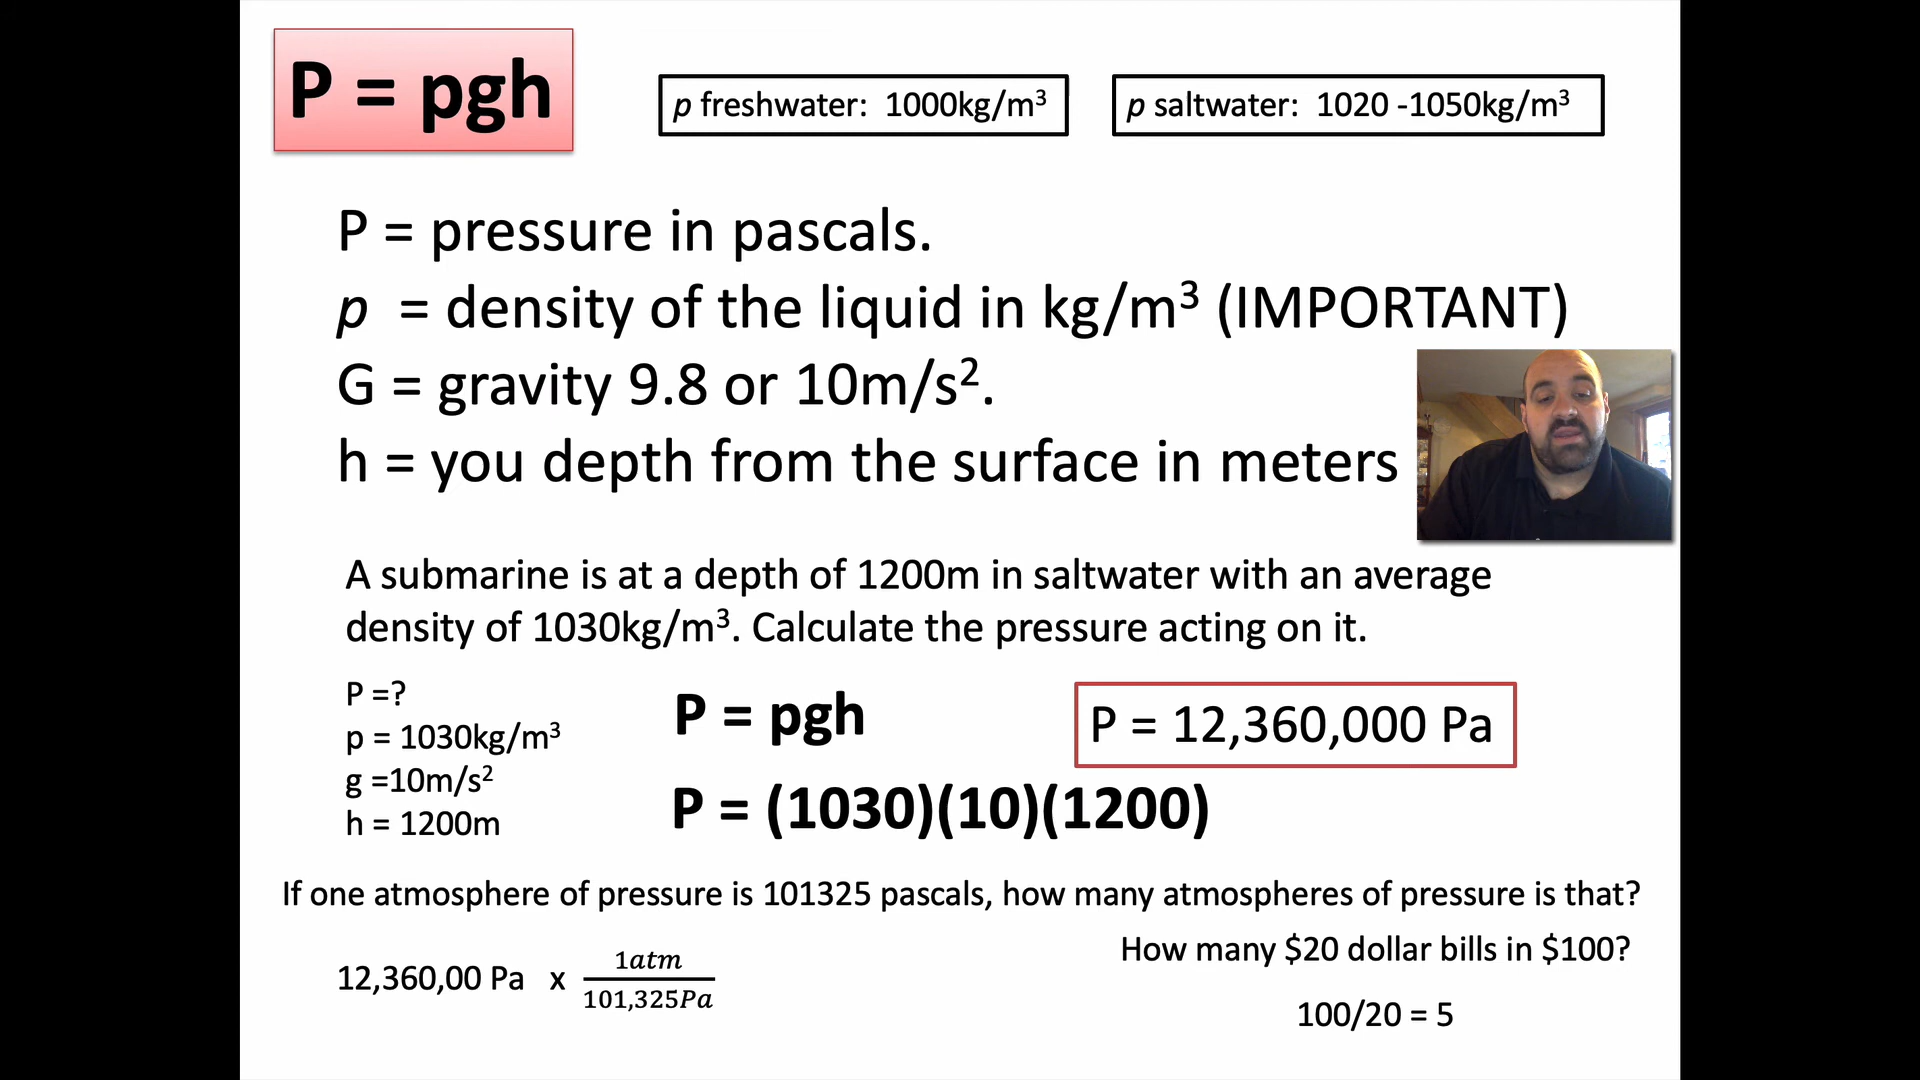 P = pgh
p freshwater: 1000kg/m³
p saltwater: 1020 -1050kg/m³
P = pressure in pascals.
p = density of the liquid in kg/m³ (IMPORTANT)
G = gravity 9.8 or 10m/s².
h = you depth from the surface in meters
A submarine is at a depth of 1200m in saltwater with an average
density of 1030kg/m³. Calculate the pressure acting on it.
P =?
p = 1030kg/m³
g =10m/s²
h = 1200m
P = pgh
P = (1030)(10)(1200)
P = 12,360,000 Pa
If one atmosphere of pressure is 101325 pascals, how many atmospheres of pressure is that?
12,360,00 Pa x 1atm
101,325Pa
How many $20 dollar bills in $100?
100/20 = 5